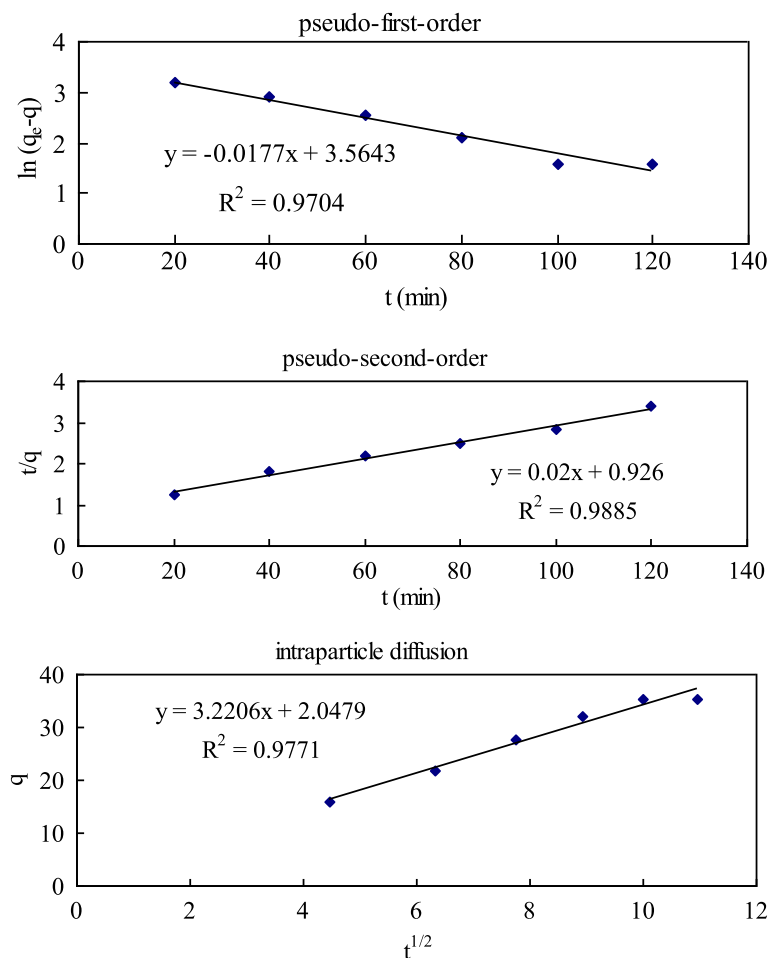 pseudo-first-order
4
3
2
1
0
ln (qe-q)
y = -0.0177x + 3.5643
R2 = 0.9704
0 20 40 60 80 100 120 140
t (min)
pseudo-second-order
4
3
2
1
0
t/q
y = 0.02x + 0.926
R2 = 0.9885
0 20 40 60 80 100 120 140
t (min)
intraparticle diffusion
40
30
20
10
0
q
y = 3.2206x + 2.0479
R2 = 0.9771
0 2 4 6 8 10 12
t1/2